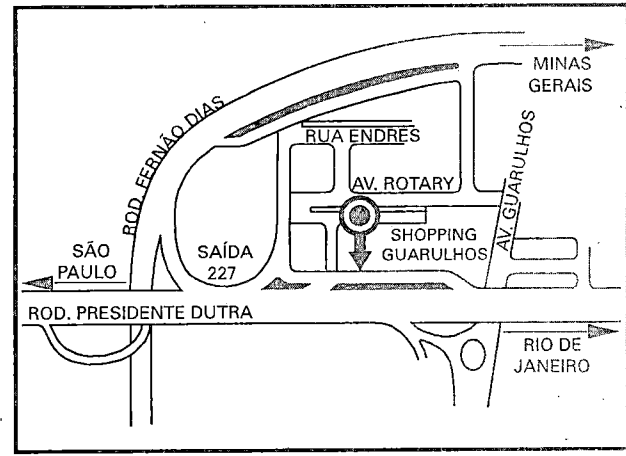 MINAS
GERAIS
ROD. FERNÃO DIAS
RUA ENDRES
AV. GUARULHOS
AV. ROTARY
SHOPPING
GUARULHOS
SÃO
PAULO
SAÍDA
227
ROD. PRESIDENTE DUTRA
RIO DE
JANEIRO